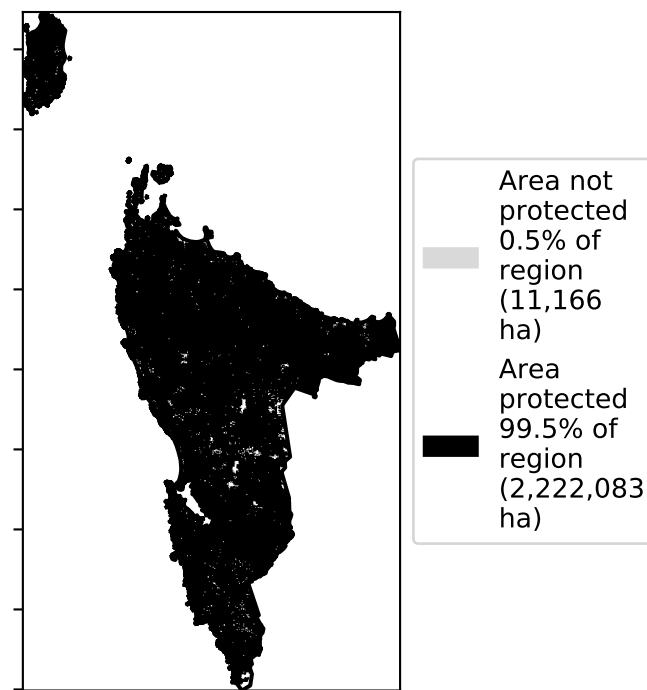 Area not
protected
0.5% of
region
(11,166
ha)
Area
protected
99.5% of
region
(2,222,083
ha)